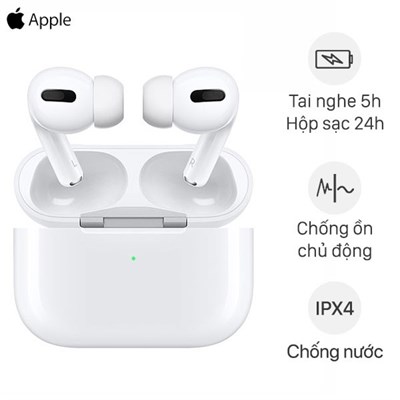 Apple
Tai nghe 5h
Hộp sạc 24h
Chống ồn
chủ động
IPX4
Chống nước